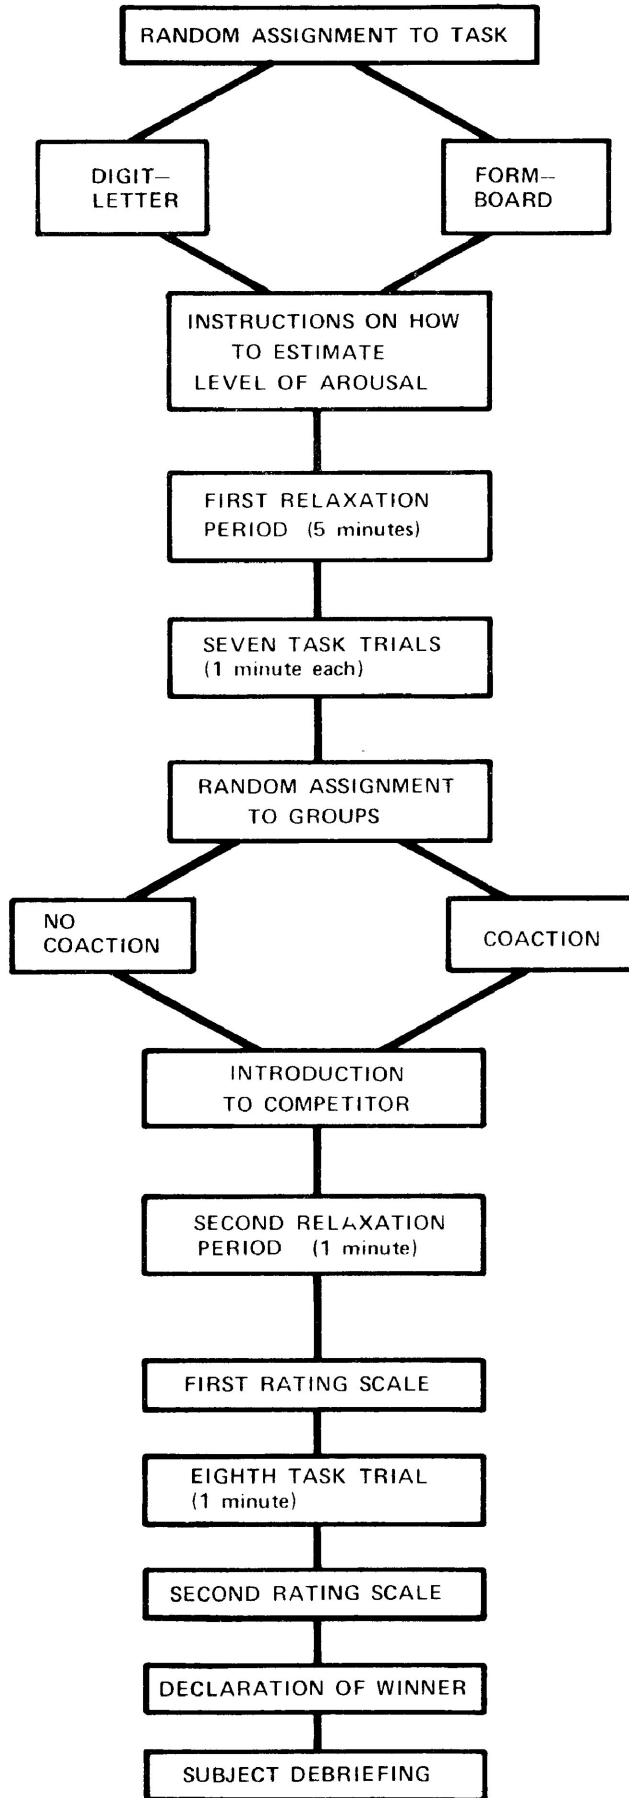 RANDOM ASSIGNMENT TO TASK
DIGIT—
LETTER
FORM—
BOARD
INSTRUCTIONS ON HOW
TO ESTIMATE
LEVEL OF AROUSAL
FIRST RELAXATION
PERIOD (5 minutes)
SEVEN TASK TRIALS
(1 minute each)
RANDOM ASSIGNMENT
TO GROUPS
NO
COACTION
COACTION
INTRODUCTION
TO COMPETITOR
SECOND RELAXATION
PERIOD (1 minute)
FIRST RATING SCALE
EIGHTH TASK TRIAL
(1 minute)
SECOND RATING SCALE
DECLARATION OF WINNER
SUBJECT DEBRIEFING